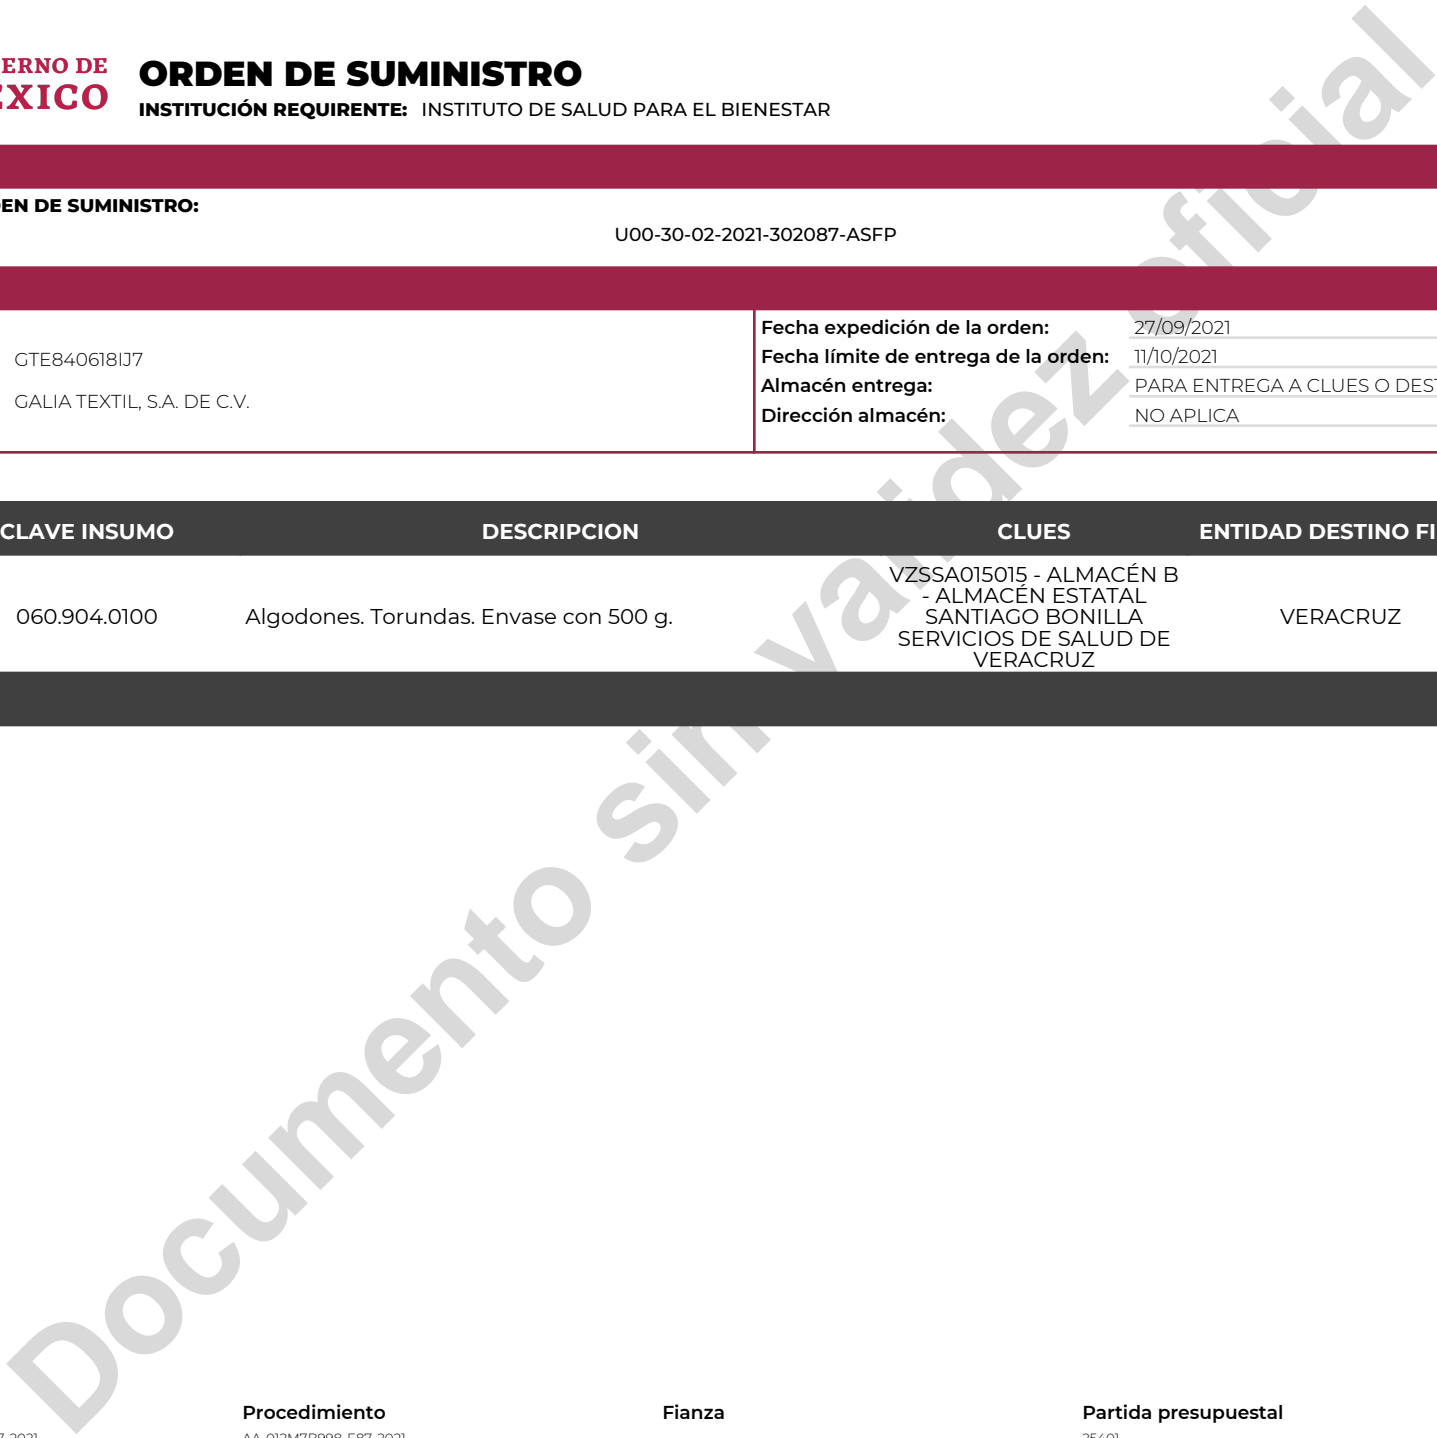 ORDEN DE SUMINISTRO
ERNO DE
EXICO
INSTITUCIÓN REQUIRENTE: INSTITUTO DE SALUD PARA EL BIENESTAR
EN DE SUMINISTRO:
U00-30-02-2021-302087-ASFP
GTE840618IJ7
GALIA TEXTIL, S.A. DE C.V.
Fecha expedición de la orden: 27/09/2021
Fecha límite de entrega de la orden: 11/10/2021
Almacén entrega: PARA ENTREGA A CLUES O DEST
Dirección almacén: NO APLICA
CLAVE INSUMO DESCRIPCION CLUES ENTIDAD DESTINO FI
060.904.0100 Algodones. Torundas. Envase con 500 g.
VZSSA015015 - ALMACÉN B
- ALMACÉN ESTATAL
SANTIAGO BONILLA
SERVICIOS DE SALUD DE
VERACRUZ
VERACRUZ
Documento sin validez oficial
Procedimiento Fianza Partida presupuestal